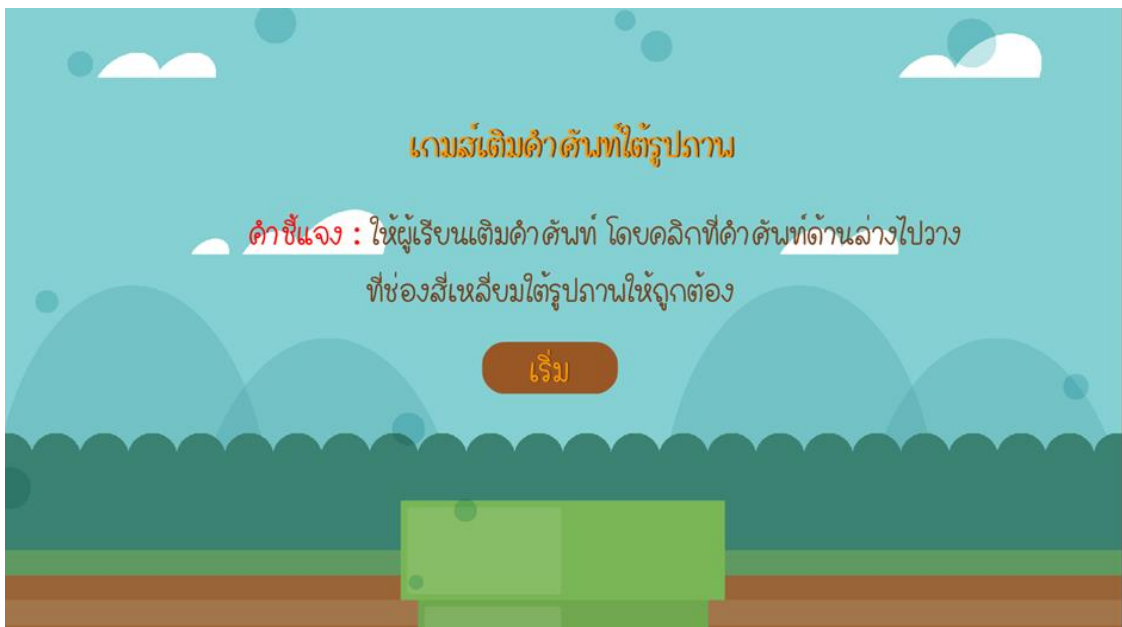 เกมส์เติมคำศัพท์ใต้รูปภาพ
คำชี้แจง : ให้ผู้เรียนเติมคำศัพท์ โดยคลิกที่คำศัพท์ด้านล่างไปวาง
ที่ช่องสี่เหลี่ยมใต้รูปภาพให้ถูกต้อง
เริ่ม